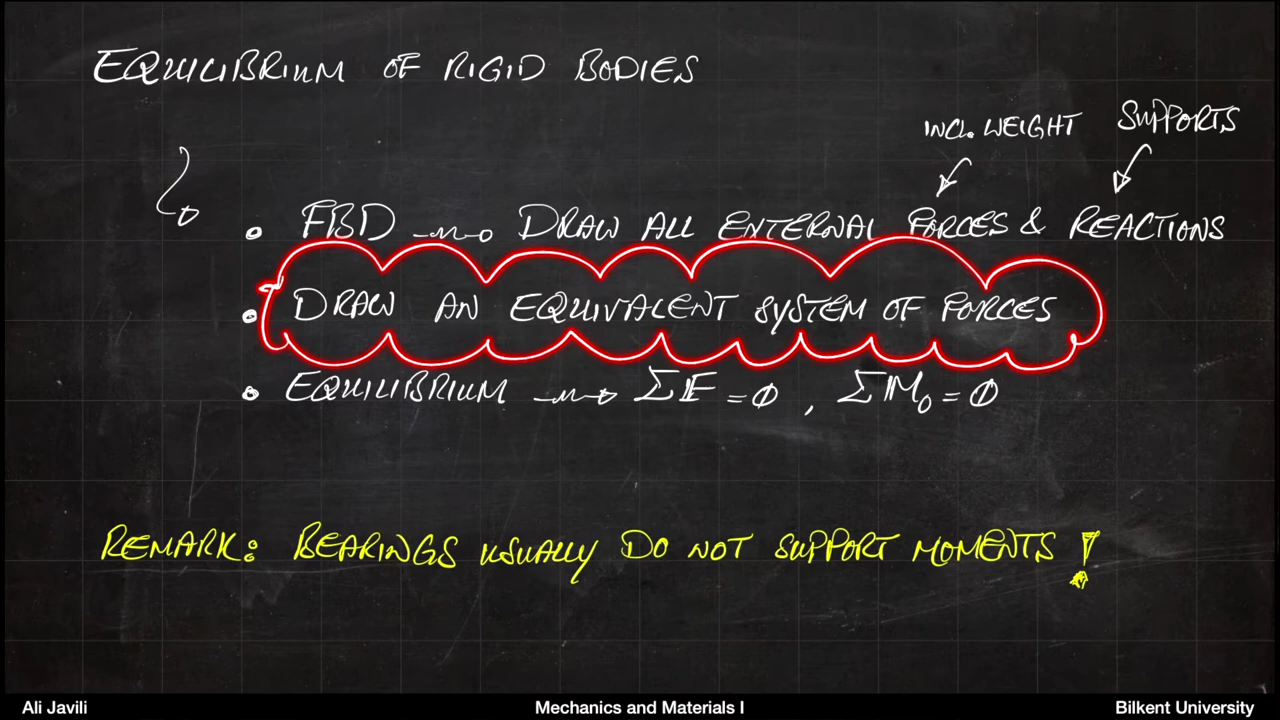 EQUILIBRIUM OF RIGID BODIES
INCL. WEIGHT SUPPORTS
• FBD → DRAW ALL EXTERNAL FORCES & REACTIONS
• DRAW AN EQUIVALENT SYSTEM OF FORCES
• EQUILIBRIUM → ΣF = 0 , ΣM₀ = 0
REMARK: BEARINGS USUALLY DO NOT SUPPORT MOMENTS !
Ali Javili Mechanics and Materials I Bilkent University